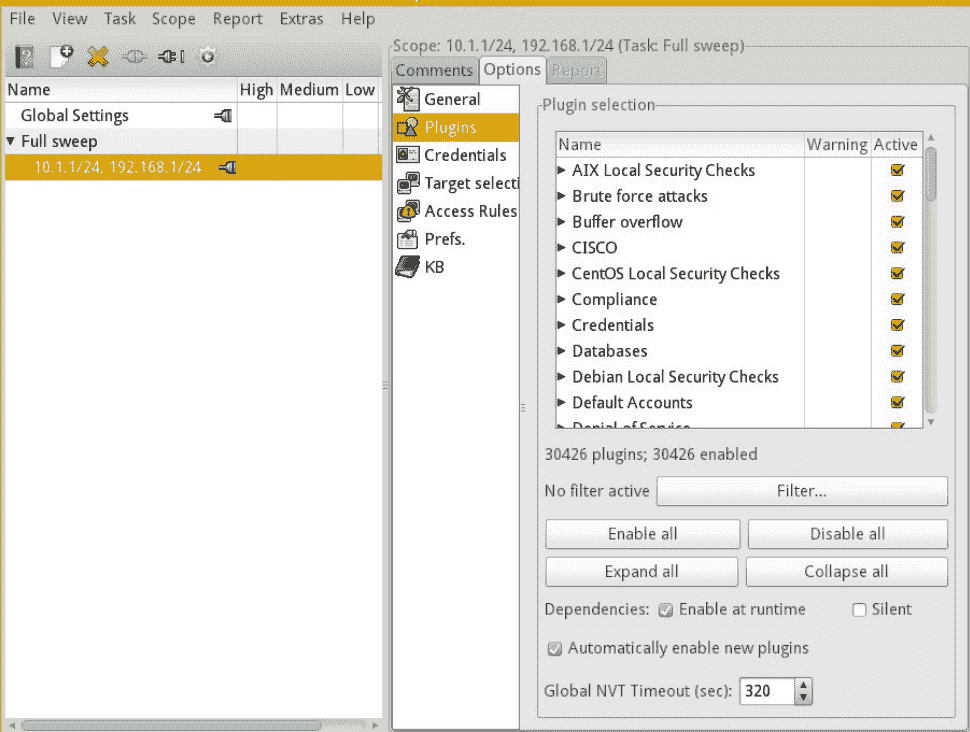 File View Task Scope Report Extras Help
Name High Medium Low
Global Settings
Full sweep
10.1.1/24, 192.168.1/24
Scope: 10.1.1/24, 192.168.1/24 (Task: Full sweep)
Comments Options Report
General
Plugins
Credentials
Target selecti
Access Rules
Prefs.
KB
Plugin selection
Name Warning Active
AIX Local Security Checks
Brute force attacks
Buffer overflow
CISCO
CentOS Local Security Checks
Compliance
Credentials
Databases
Debian Local Security Checks
Default Accounts
Denial of Service
30426 plugins; 30426 enabled
No filter active Filter...
Enable all Disable all
Expand all Collapse all
Dependencies: Enable at runtime Silent
Automatically enable new plugins
Global NVT Timeout (sec): 320